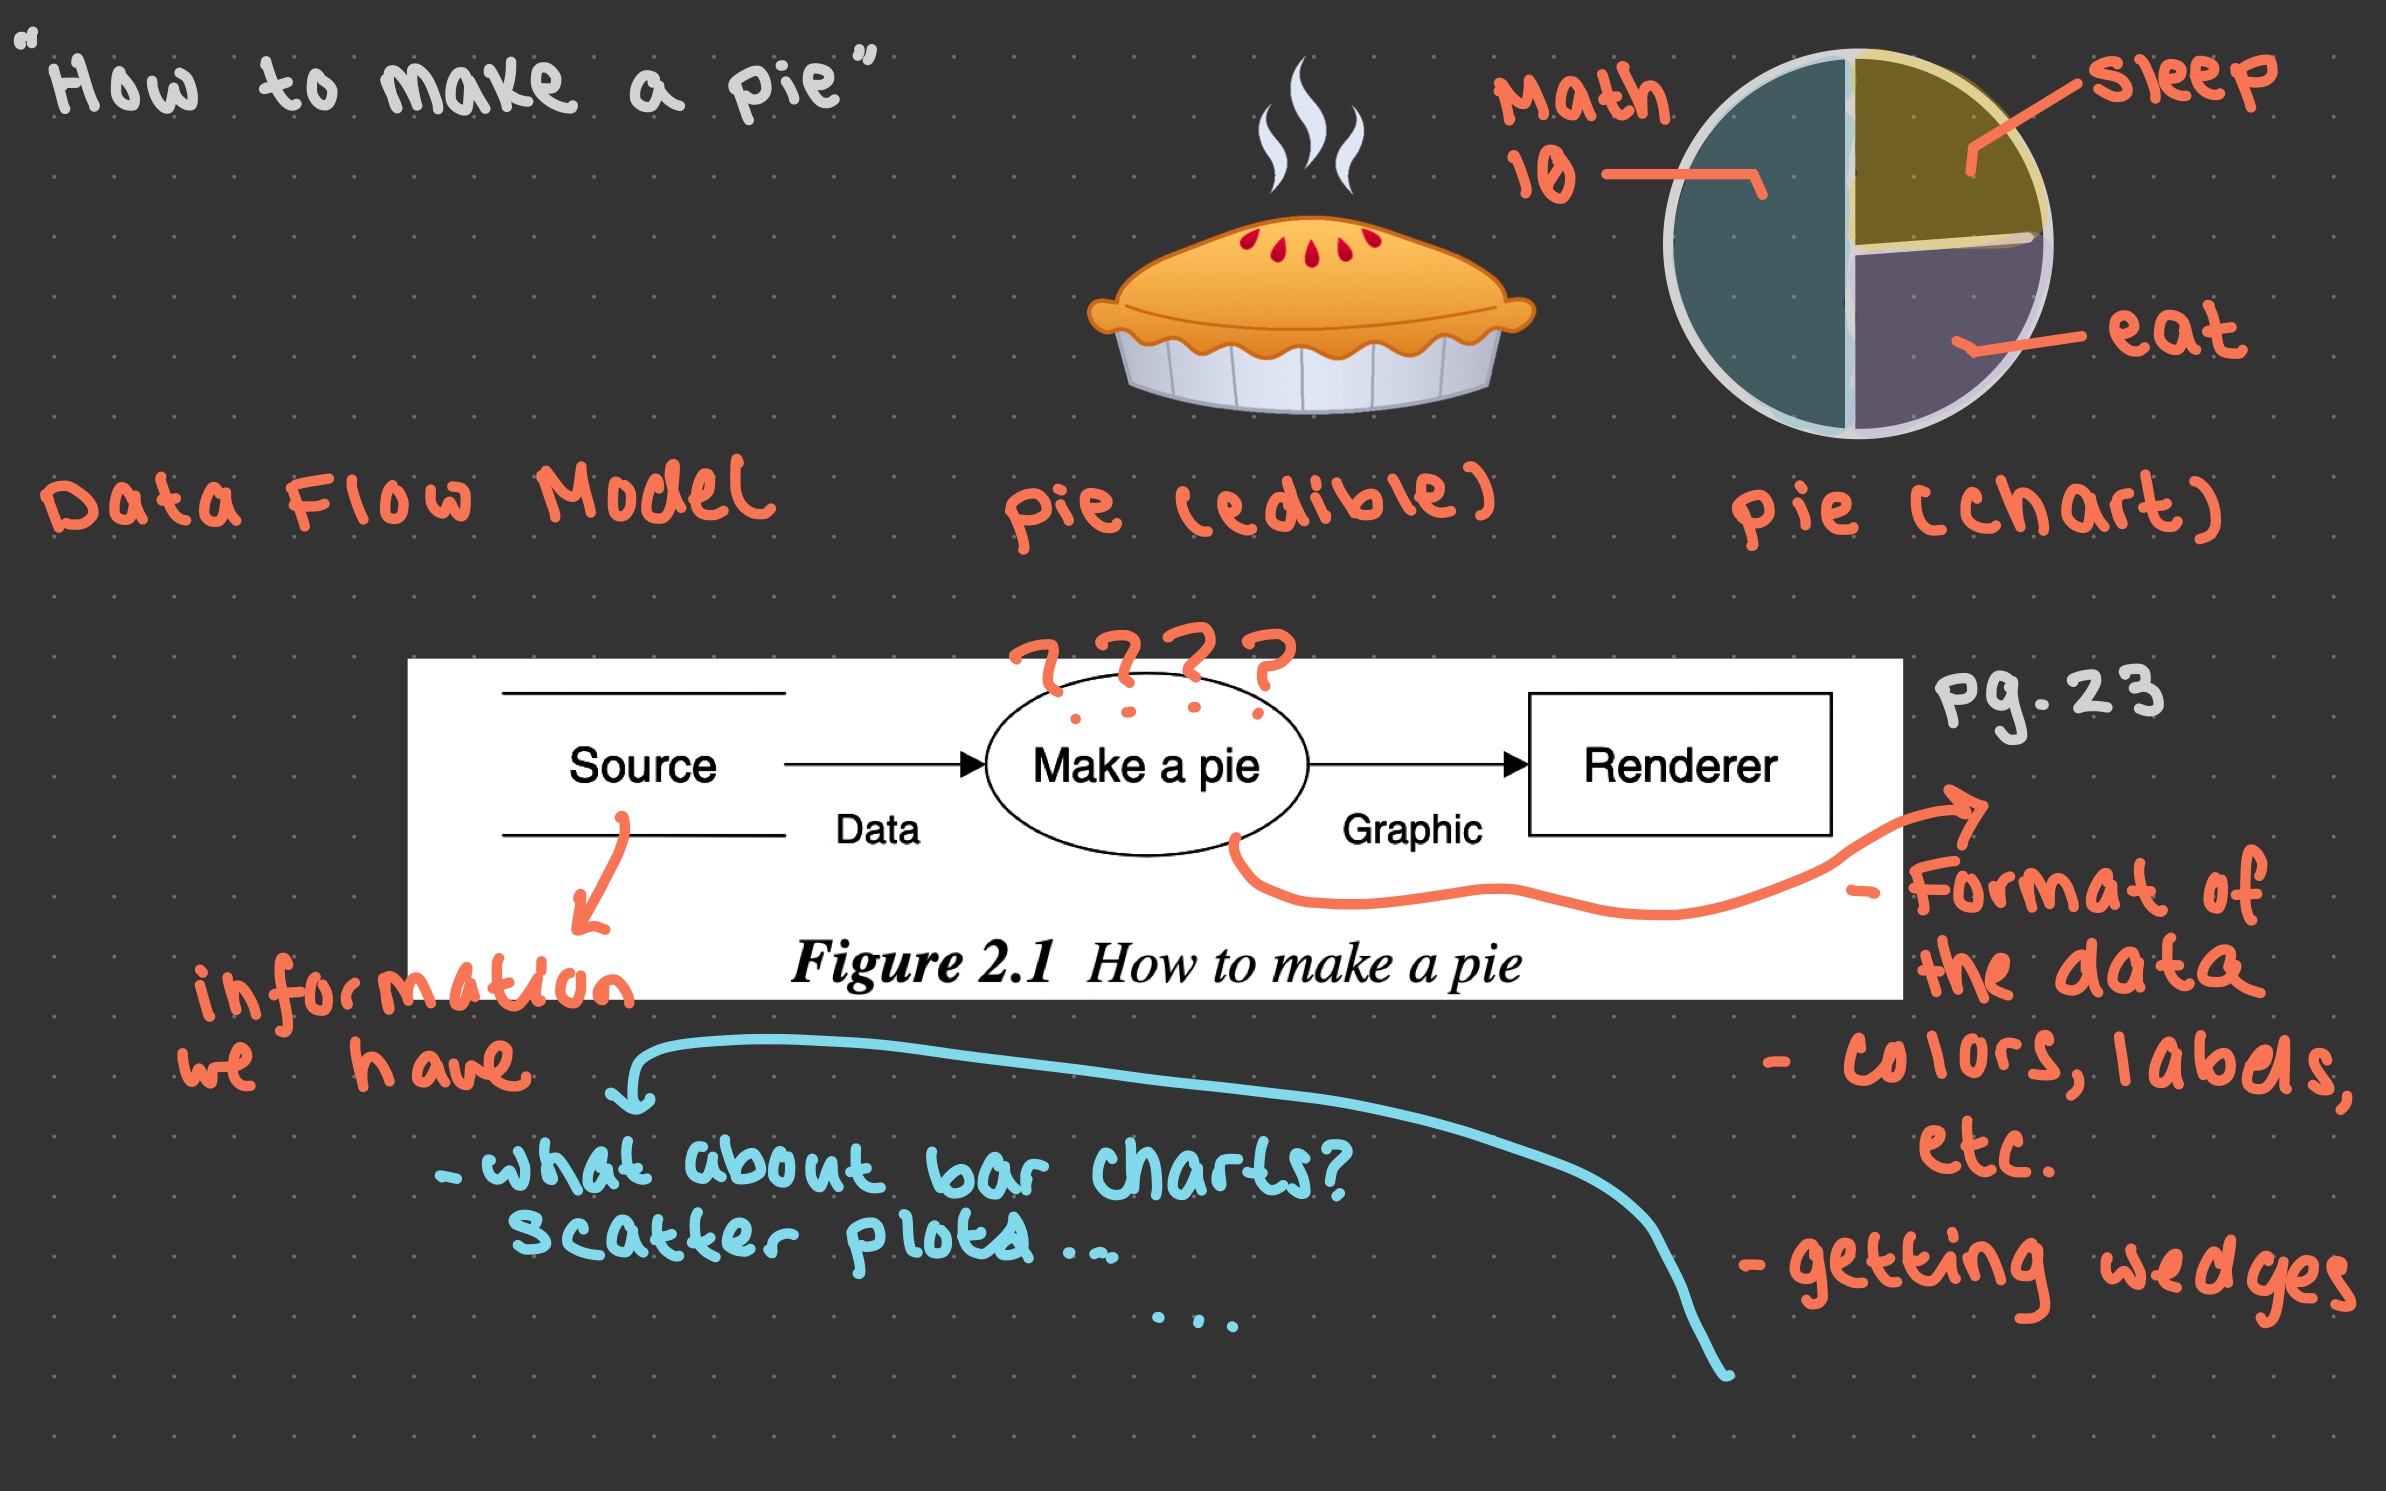 "How to make a pie"
Math
10
sleep
eat
Data Flow Model
pie (edible)
pie (chart)
? ? ? ?
pg. 23
Source
Data
Make a pie
Graphic
Renderer
Figure 2.1 How to make a pie
information
we have
- Format of
the data
- colors, labels,
etc.
- getting wedges
- what about bar charts?
scatter plots...
...